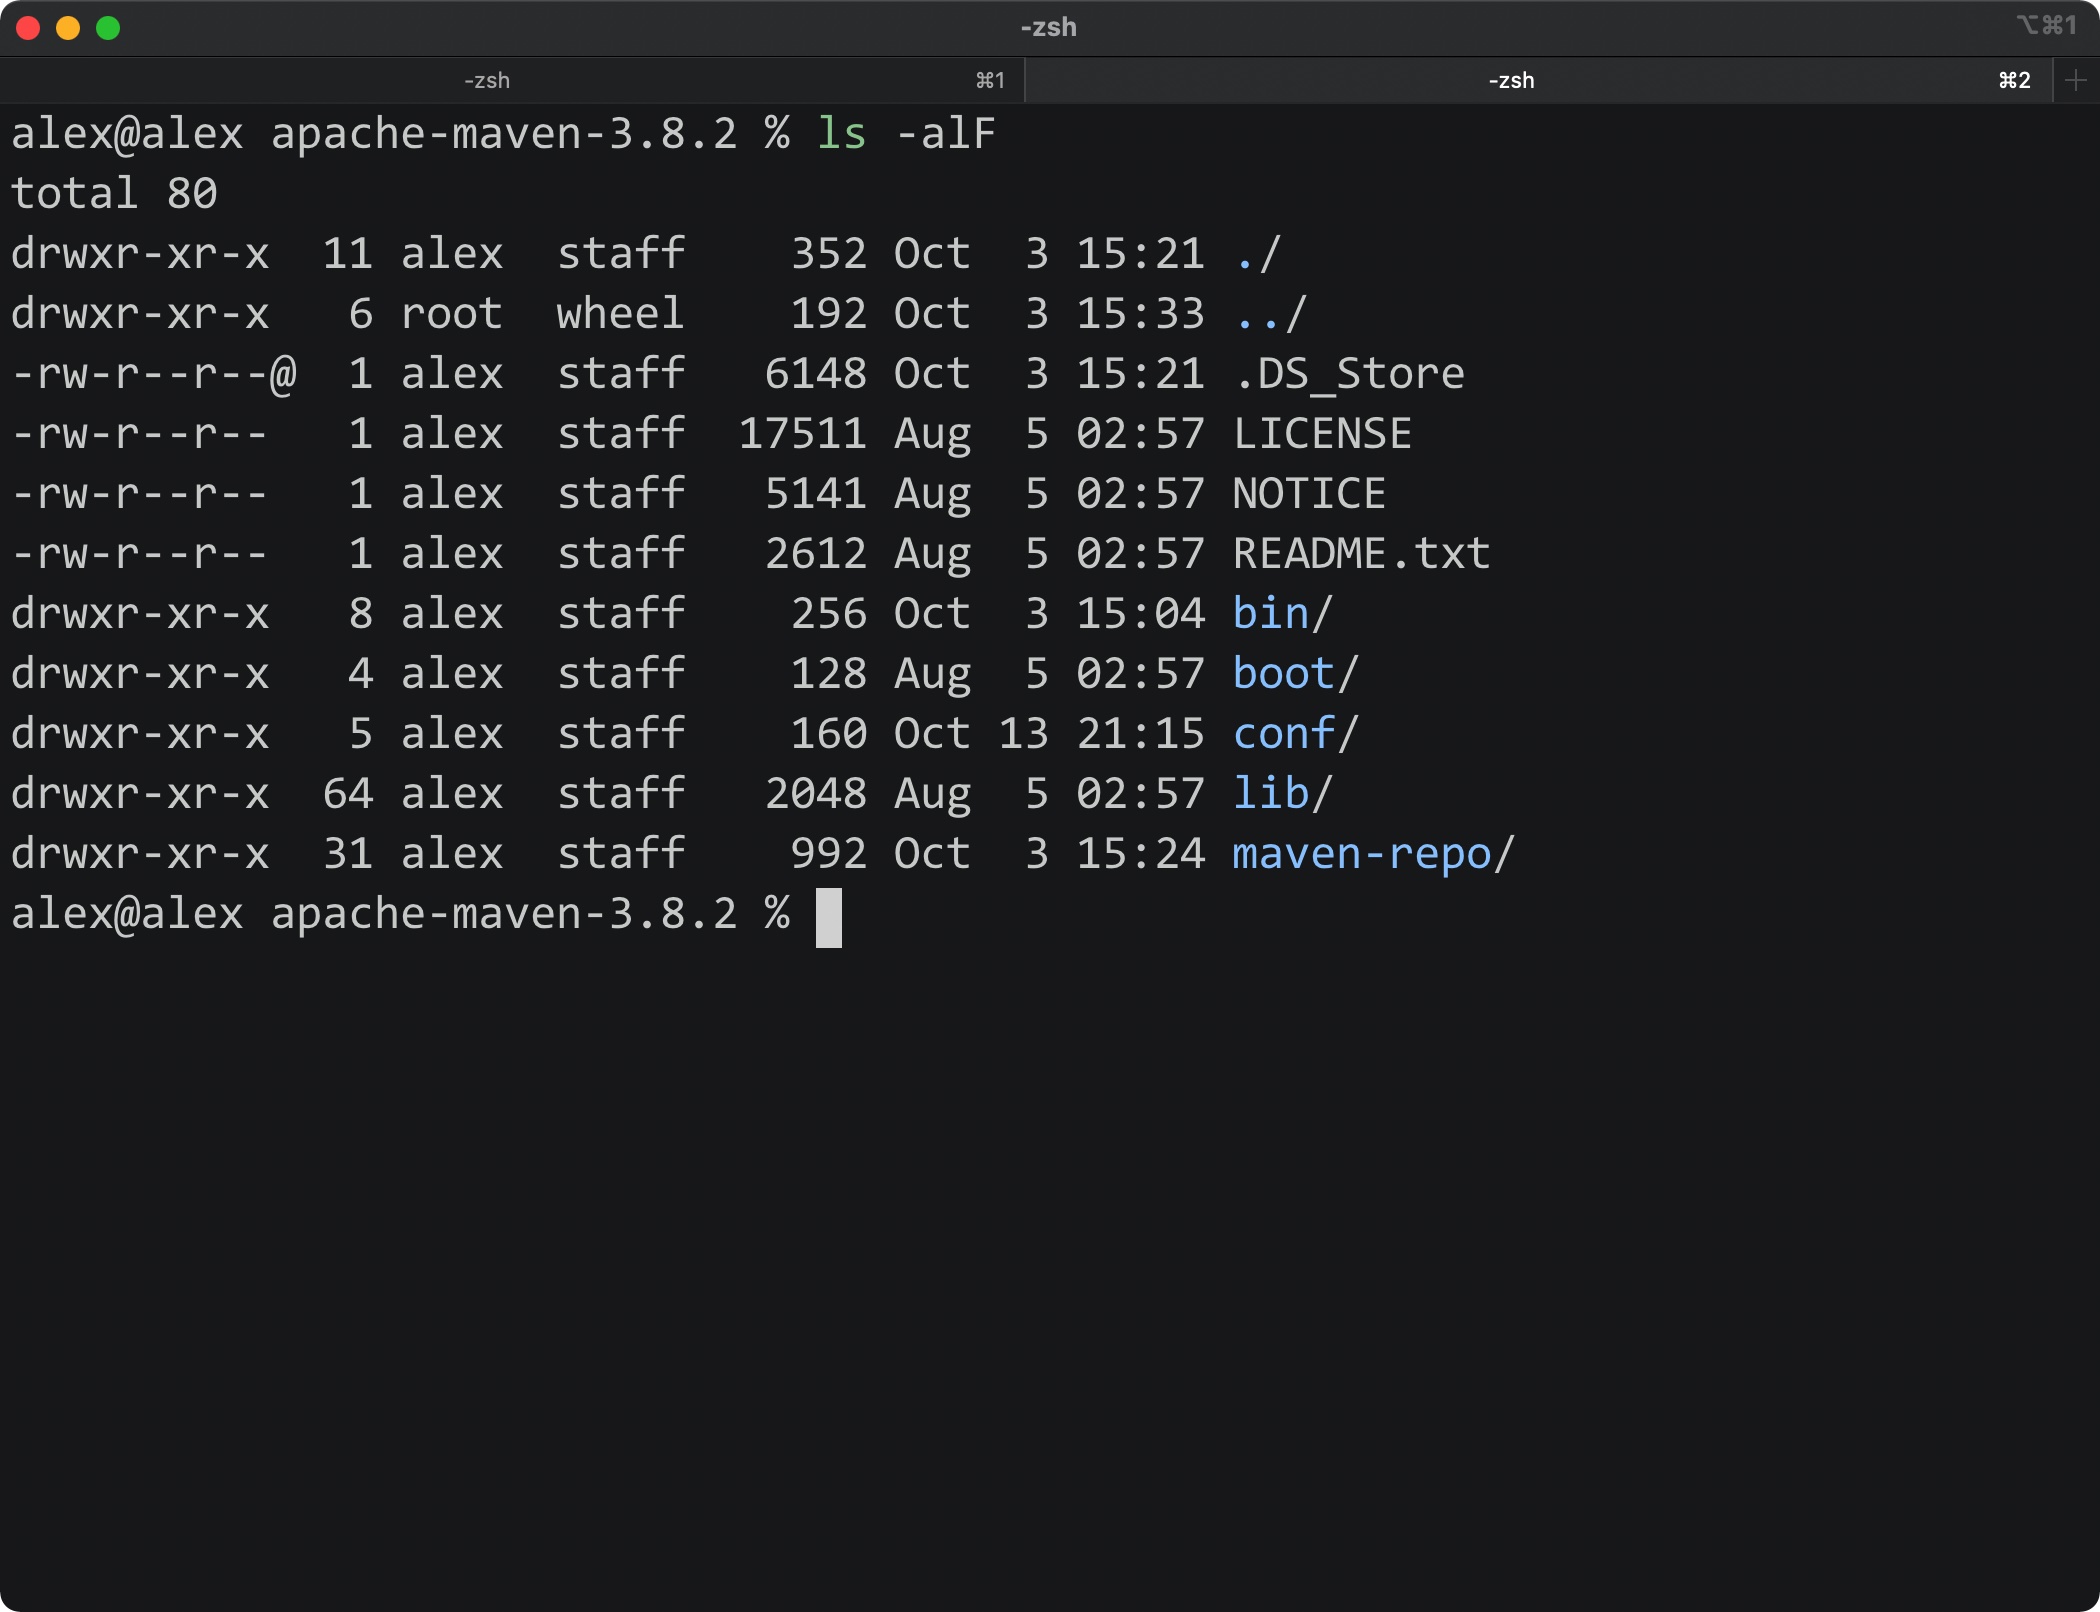 -zsh ⌥⌘1
-zsh ⌘1 -zsh ⌘2 +
alex@alex apache-maven-3.8.2 % ls -alF
total 80
drwxr-xr-x  11 alex  staff    352 Oct  3 15:21 ./
drwxr-xr-x   6 root  wheel    192 Oct  3 15:33 ../
-rw-r--r--@  1 alex  staff   6148 Oct  3 15:21 .DS_Store
-rw-r--r--   1 alex  staff  17511 Aug  5 02:57 LICENSE
-rw-r--r--   1 alex  staff   5141 Aug  5 02:57 NOTICE
-rw-r--r--   1 alex  staff   2612 Aug  5 02:57 README.txt
drwxr-xr-x   8 alex  staff    256 Oct  3 15:04 bin/
drwxr-xr-x   4 alex  staff    128 Aug  5 02:57 boot/
drwxr-xr-x   5 alex  staff    160 Oct 13 21:15 conf/
drwxr-xr-x  64 alex  staff   2048 Aug  5 02:57 lib/
drwxr-xr-x  31 alex  staff    992 Oct  3 15:24 maven-repo/
alex@alex apache-maven-3.8.2 %